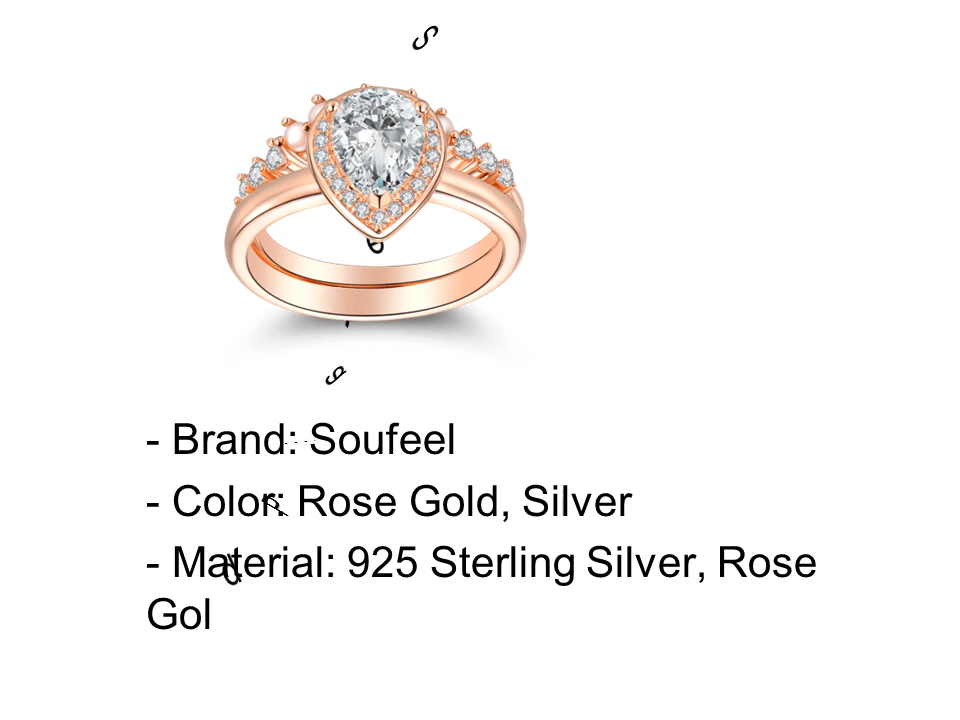 - Brand: Soufeel
- Color: Rose Gold, Silver
- Material: 925 Sterling Silver, Rose
Gol